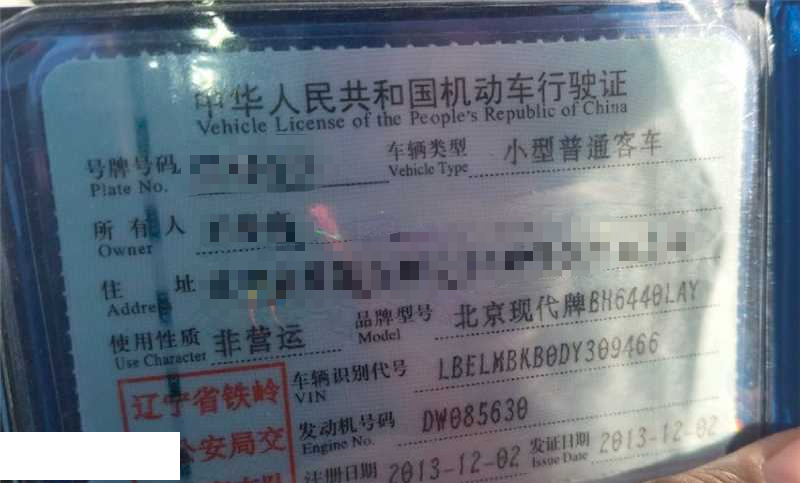 中华人民共和国机动车行驶证
Vehicle License of the People's Republic of China
号牌号码 车辆类型 小型普通客车
Plate No. Vehicle Type
所有人
Owner
住址
Address
使用性质 非营运 品牌型号 北京现代牌BH6440LAY
Use Character Model
车辆识别代号 LBELMBKB0DY309466
VIN
辽宁省铁岭
发动机号码 DW085630
Engine No.
公安局交
注册日期 2013-12-02 发证日期 2013-12-02
Issue Date